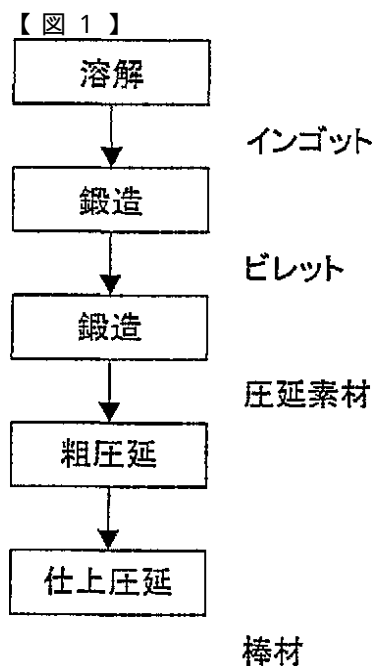 【図1】
溶解
インゴット
鍛造
ビレット
鍛造
圧延素材
粗圧延
仕上圧延
棒材